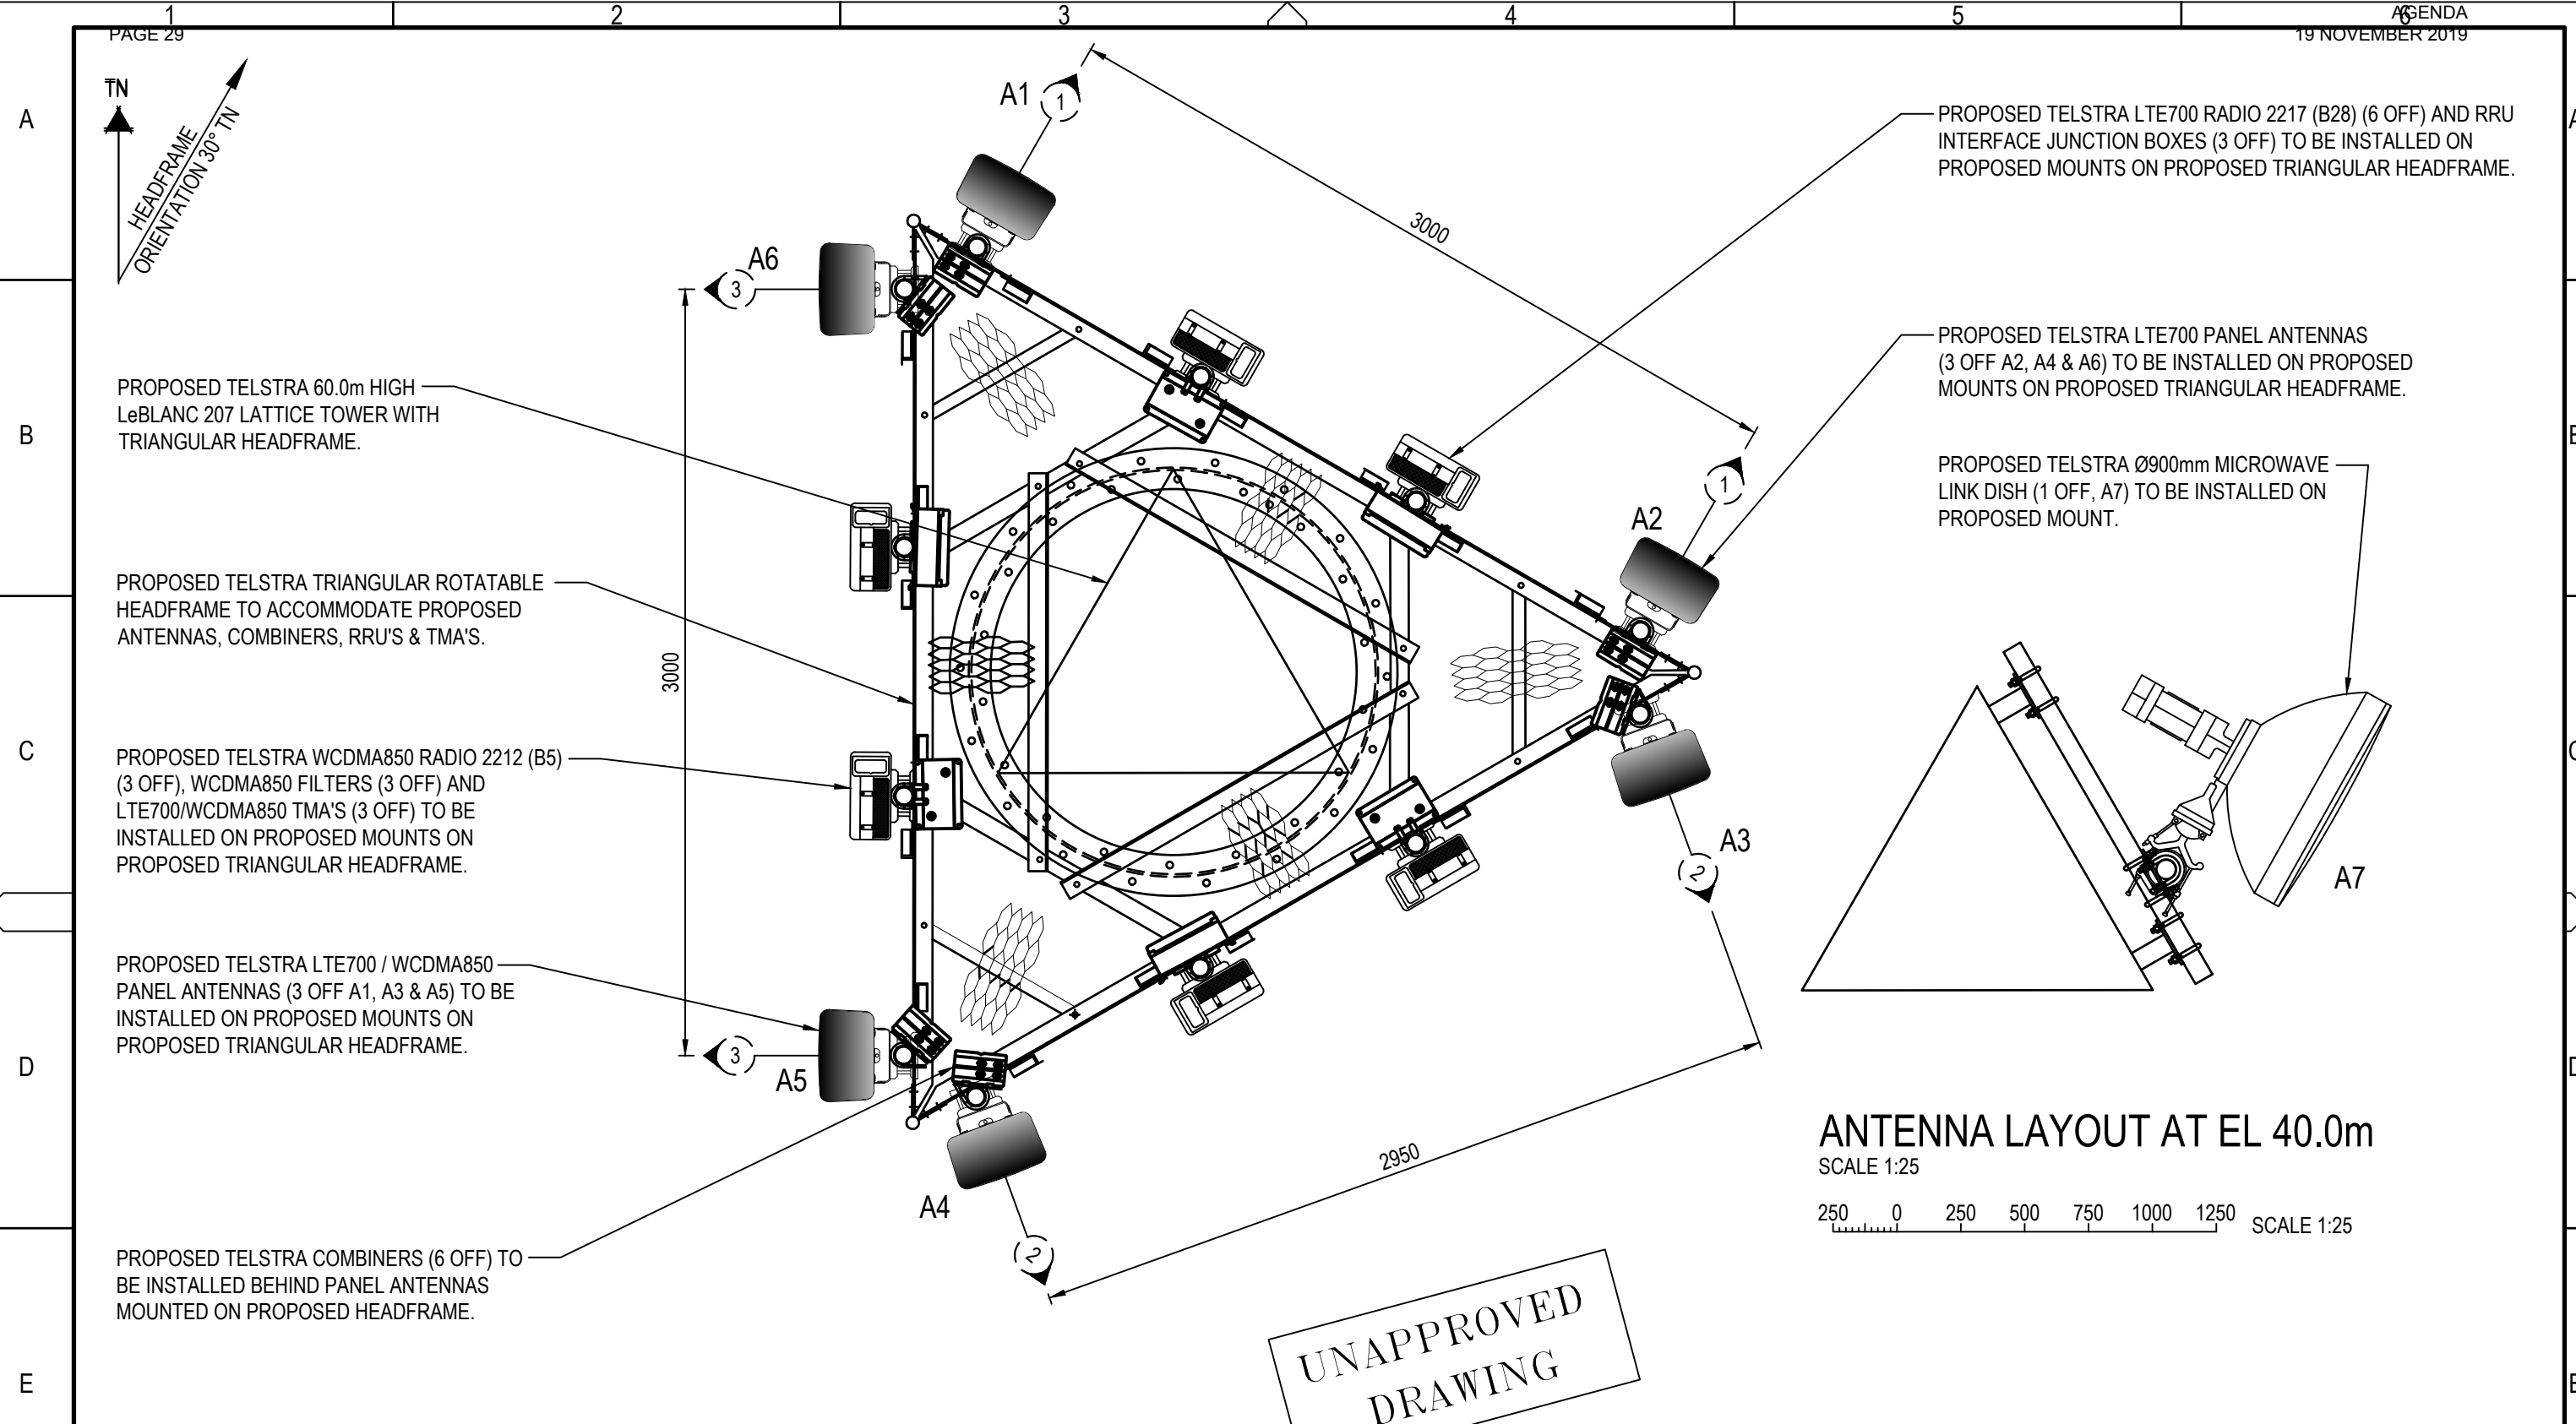 1 2 3 4 5 6
PAGE 29
AGENDA
19 NOVEMBER 2019
A
B
C
D
E
TN
HEADFRAME
ORIENTATION 30° TN
A1
1
3000
A6
3
PROPOSED TELSTRA LTE700 RADIO 2217 (B28) (6 OFF) AND RRU
INTERFACE JUNCTION BOXES (3 OFF) TO BE INSTALLED ON
PROPOSED MOUNTS ON PROPOSED TRIANGULAR HEADFRAME.
PROPOSED TELSTRA LTE700 PANEL ANTENNAS
(3 OFF A2, A4 & A6) TO BE INSTALLED ON PROPOSED
MOUNTS ON PROPOSED TRIANGULAR HEADFRAME.
PROPOSED TELSTRA Ø900mm MICROWAVE
LINK DISH (1 OFF, A7) TO BE INSTALLED ON
PROPOSED MOUNT.
PROPOSED TELSTRA 60.0m HIGH
LeBLANC 207 LATTICE TOWER WITH
TRIANGULAR HEADFRAME.
1
A2
PROPOSED TELSTRA TRIANGULAR ROTATABLE
HEADFRAME TO ACCOMMODATE PROPOSED
ANTENNAS, COMBINERS, RRU'S & TMA'S.
3000
PROPOSED TELSTRA WCDMA850 RADIO 2212 (B5)
(3 OFF), WCDMA850 FILTERS (3 OFF) AND
LTE700/WCDMA850 TMA'S (3 OFF) TO BE
INSTALLED ON PROPOSED MOUNTS ON
PROPOSED TRIANGULAR HEADFRAME.
A3
2
A7
PROPOSED TELSTRA LTE700 / WCDMA850
PANEL ANTENNAS (3 OFF A1, A3 & A5) TO BE
INSTALLED ON PROPOSED MOUNTS ON
PROPOSED TRIANGULAR HEADFRAME.
3
A5
A4
2
2950
PROPOSED TELSTRA COMBINERS (6 OFF) TO
BE INSTALLED BEHIND PANEL ANTENNAS
MOUNTED ON PROPOSED HEADFRAME.
ANTENNA LAYOUT AT EL 40.0m
SCALE 1:25
250 0 250 500 750 1000 1250 SCALE 1:25
UNAPPROVED
DRAWING